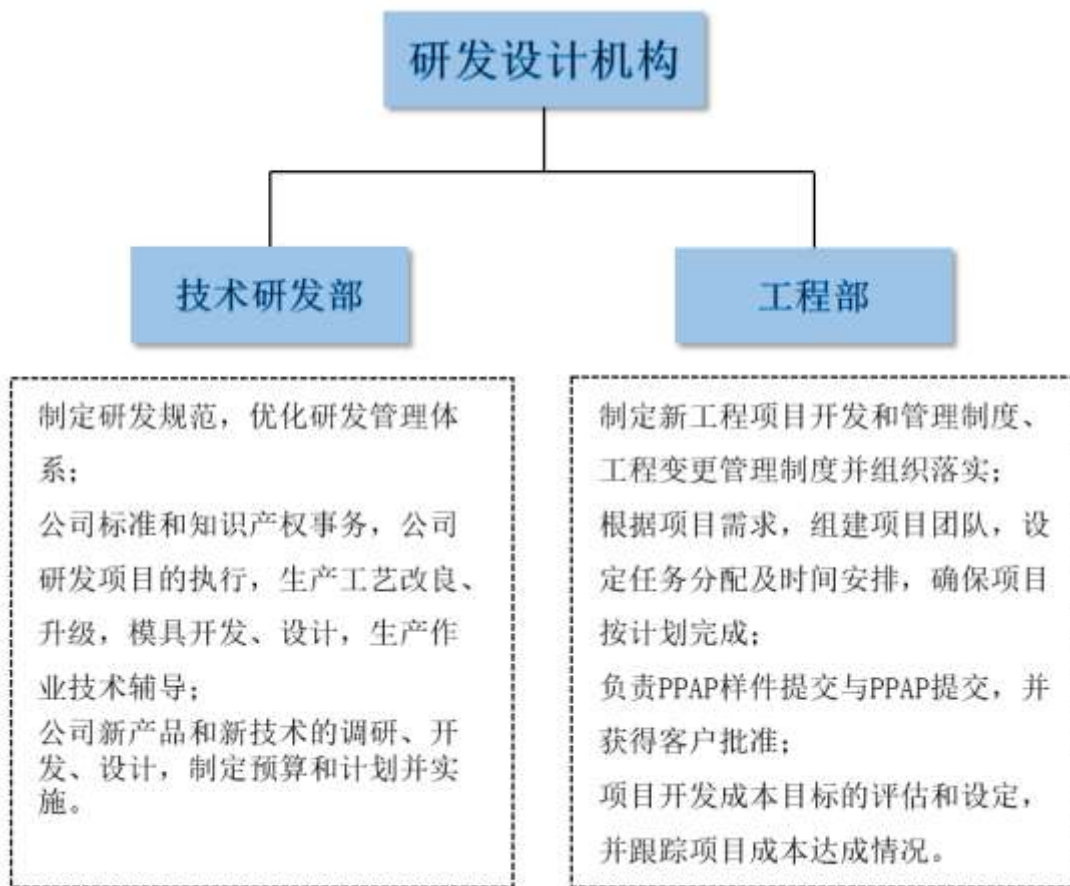 研发设计机构
技术研发部
工程部
制定研发规范，优化研发管理体
系；
公司标准和知识产权事务，公司
研发项目的执行，生产工艺改良、
升级，模具开发、设计，生产作
业技术辅导；
公司新产品和新技术的调研、开
发、设计，制定预算和计划并实
施。
制定新工程项目开发和管理制度、
工程变更管理制度并组织落实；
根据项目需求，组建项目团队，设
定任务分配及时间安排，确保项目
按计划完成；
负责PPAP样件提交与PPAP提交，并
获得客户批准；
项目开发成本目标的评估和设定，
并跟踪项目成本达成情况。